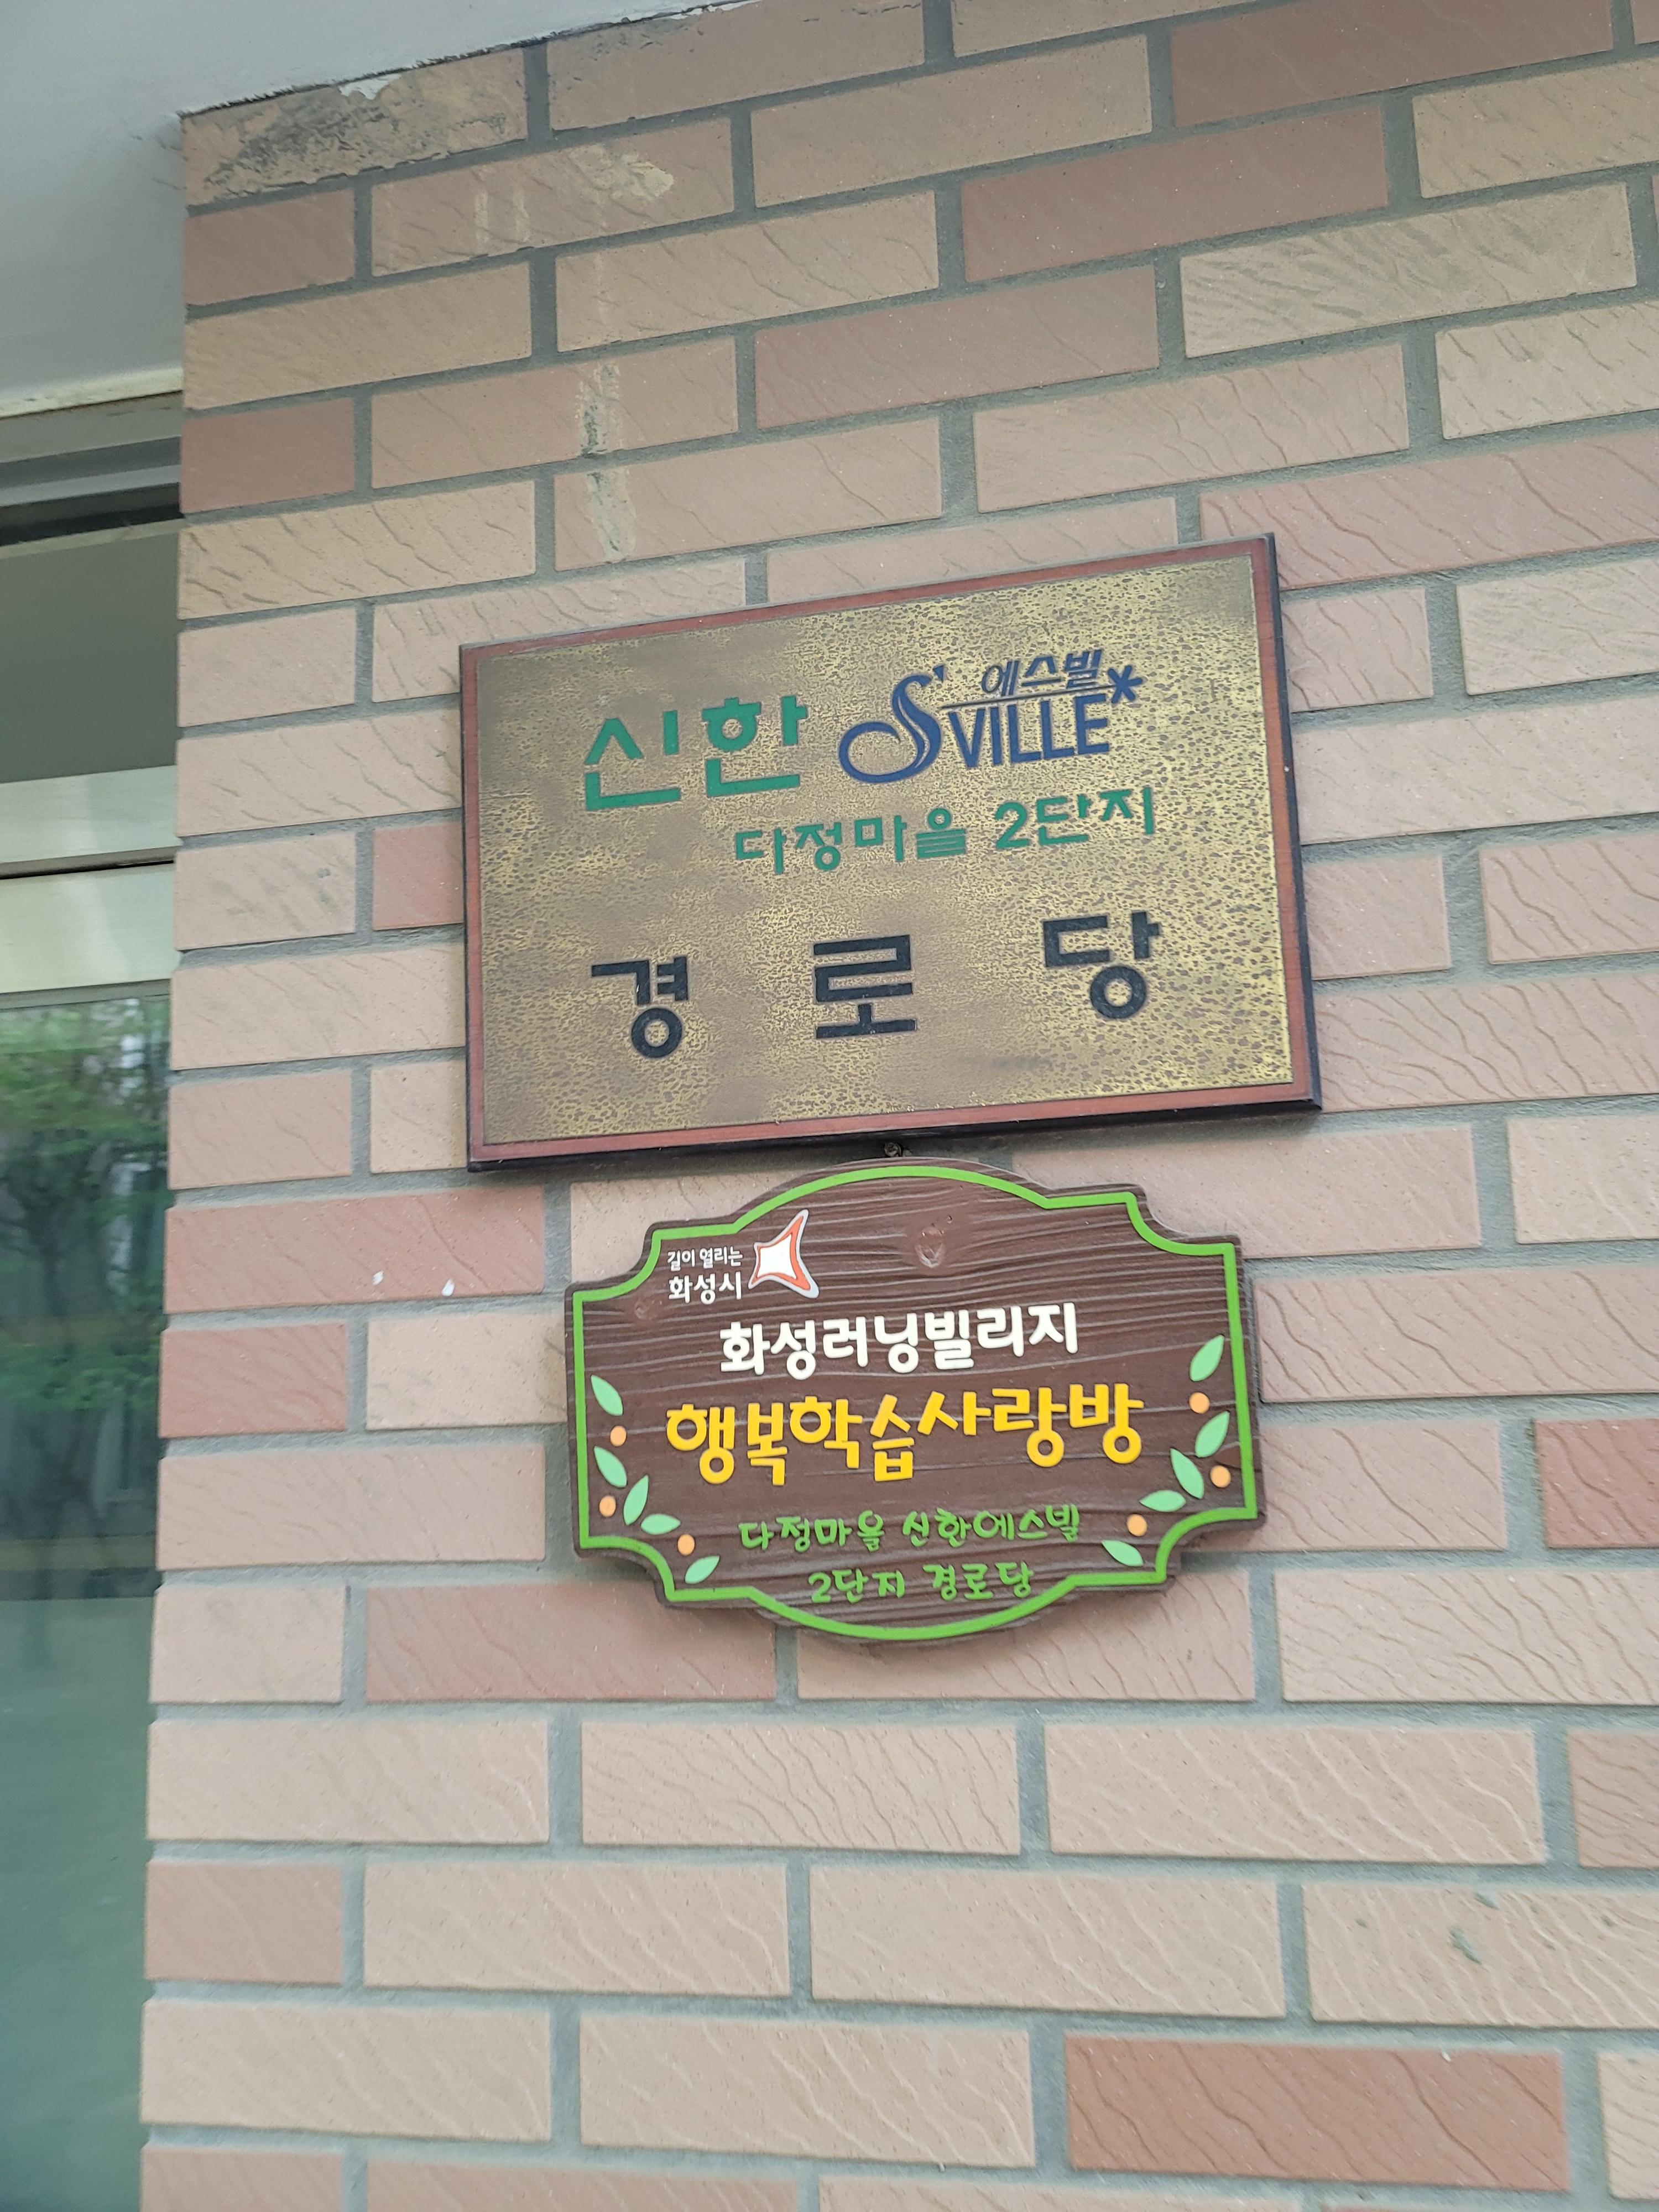 신한 S'VILLE 에스빌
다정마을 2단지
경로당
길이 열리는
화성시
화성러닝빌리지
행복학습사랑방
다정마을 신한에스빌
2단지 경로당